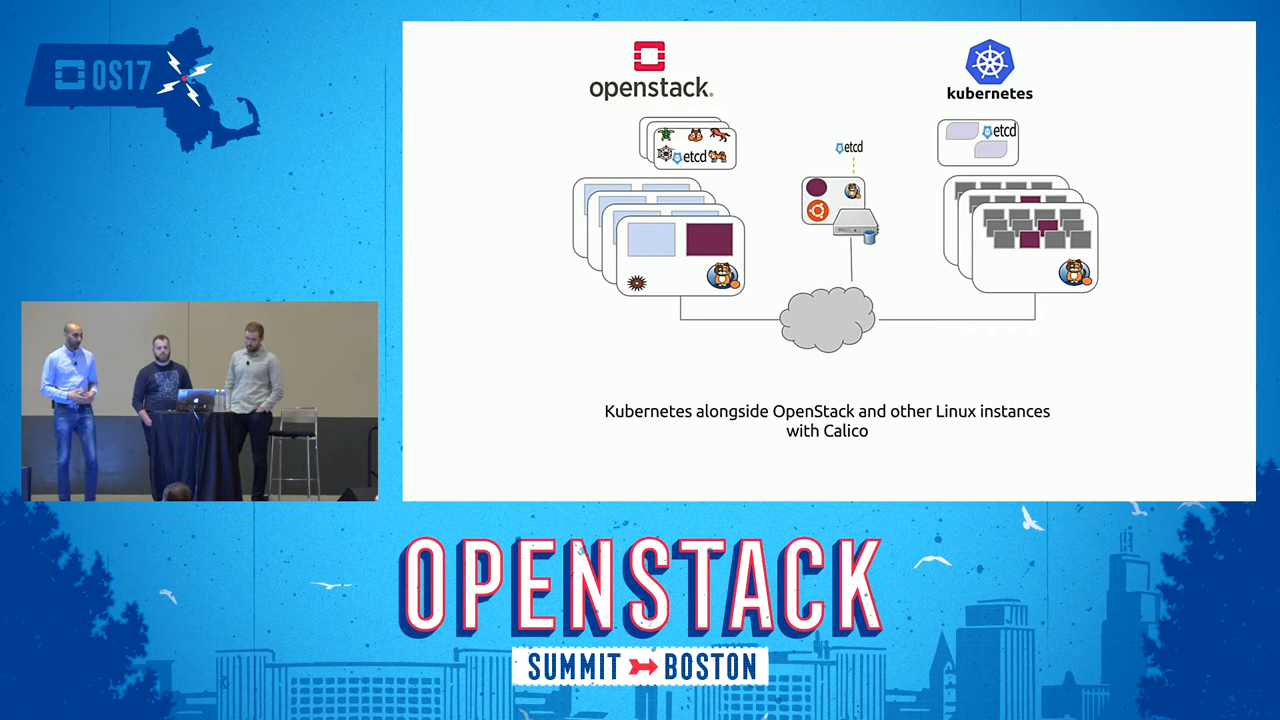 OS17
openstack.
kubernetes
etcd
etcd
etcd
Kubernetes alongside OpenStack and other Linux instances
with Calico
OPENSTACK
SUMMIT BOSTON